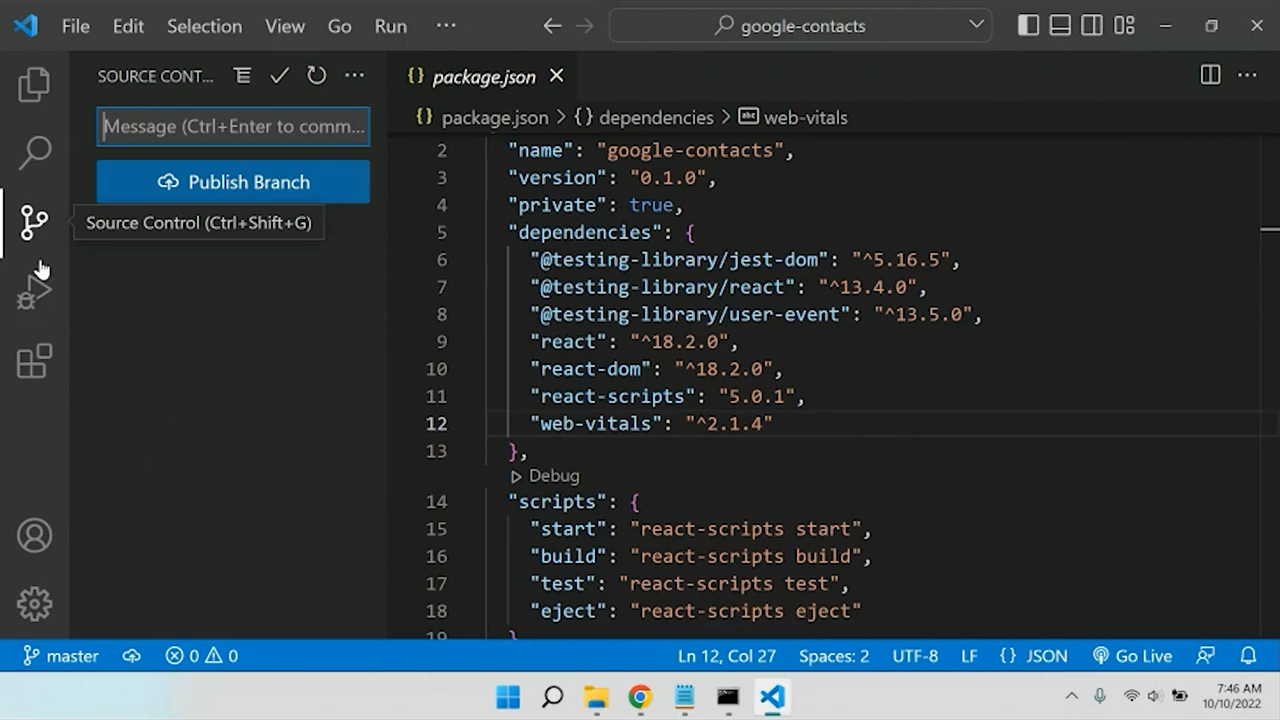 File Edit Selection View Go Run ··· google-contacts
SOURCE CONT... ···
package.json
Message (Ctrl+Enter to comm...
package.json > {} dependencies > web-vitals
Publish Branch
Source Control (Ctrl+Shift+G)
2 "name": "google-contacts",
3 "version": "0.1.0",
4 "private": true,
5 "dependencies": {
6 "@testing-library/jest-dom": "^5.16.5",
7 "@testing-library/react": "^13.4.0",
8 "@testing-library/user-event": "^13.5.0",
9 "react": "^18.2.0",
10 "react-dom": "^18.2.0",
11 "react-scripts": "5.0.1",
12 "web-vitals": "^2.1.4"
13 },
Debug
14 "scripts": {
15 "start": "react-scripts start",
16 "build": "react-scripts build",
17 "test": "react-scripts test",
18 "eject": "react-scripts eject"
19 }
master 0 0 Ln 12, Col 27 Spaces: 2 UTF-8 LF {} JSON Go Live
7:46 AM
10/10/2022